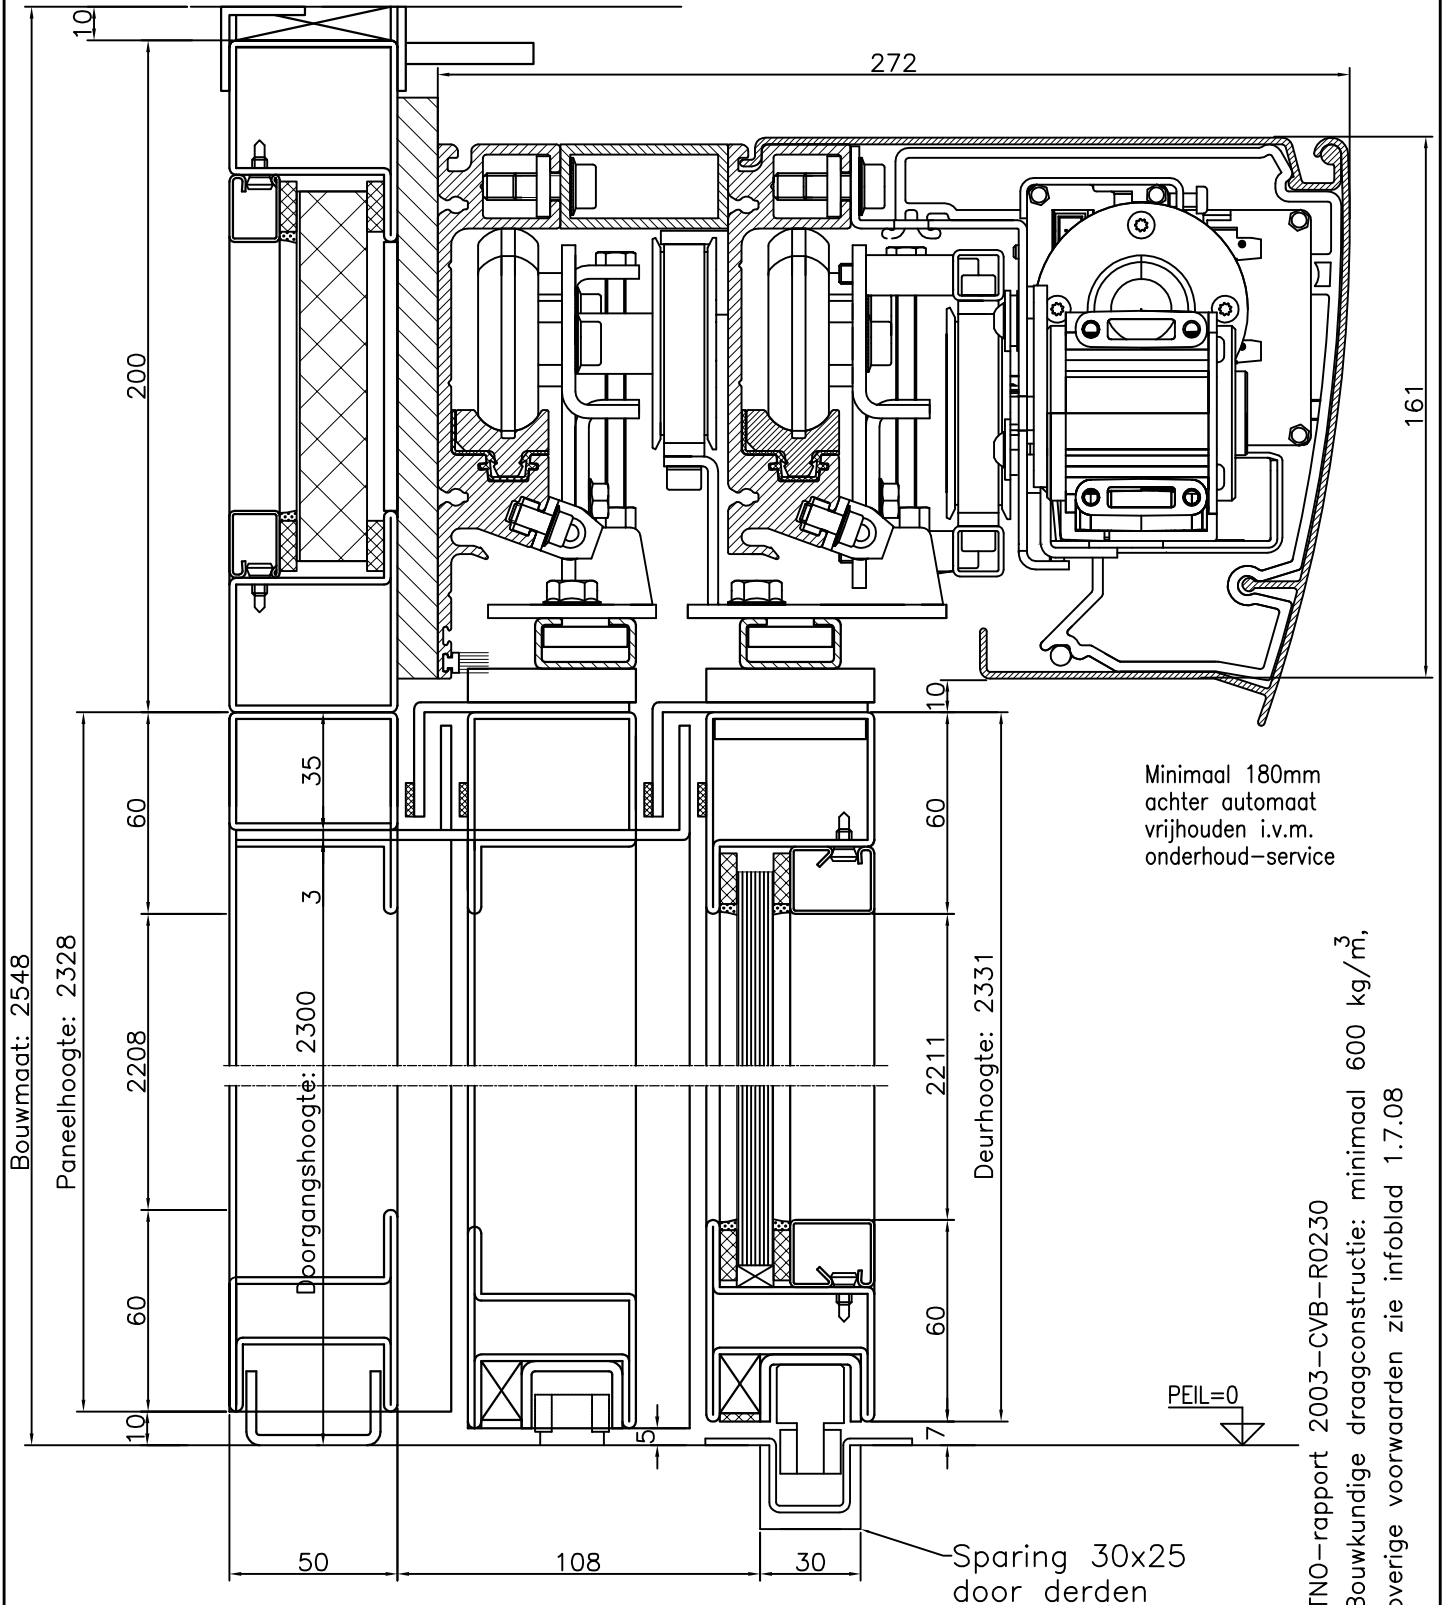 10
272
200
161
10
35
60
60
Minimaal 180mm
achter automaat
vrijhouden i.v.m.
onderhoud-service
3
Bouwmaat: 2548
Paneelhoogte: 2328
2208
Doorgangshoogte: 2300
2211
Deurhoogte: 2331
60
60
10
5
7
PEIL=0
50
108
30
Sparing 30x25
door derden
TNO-rapport 2003-CVB-R0230
Bouwkundige draagconstructie: minimaal 600 kg/m³,
overige voorwaarden zie infoblad 1.7.08